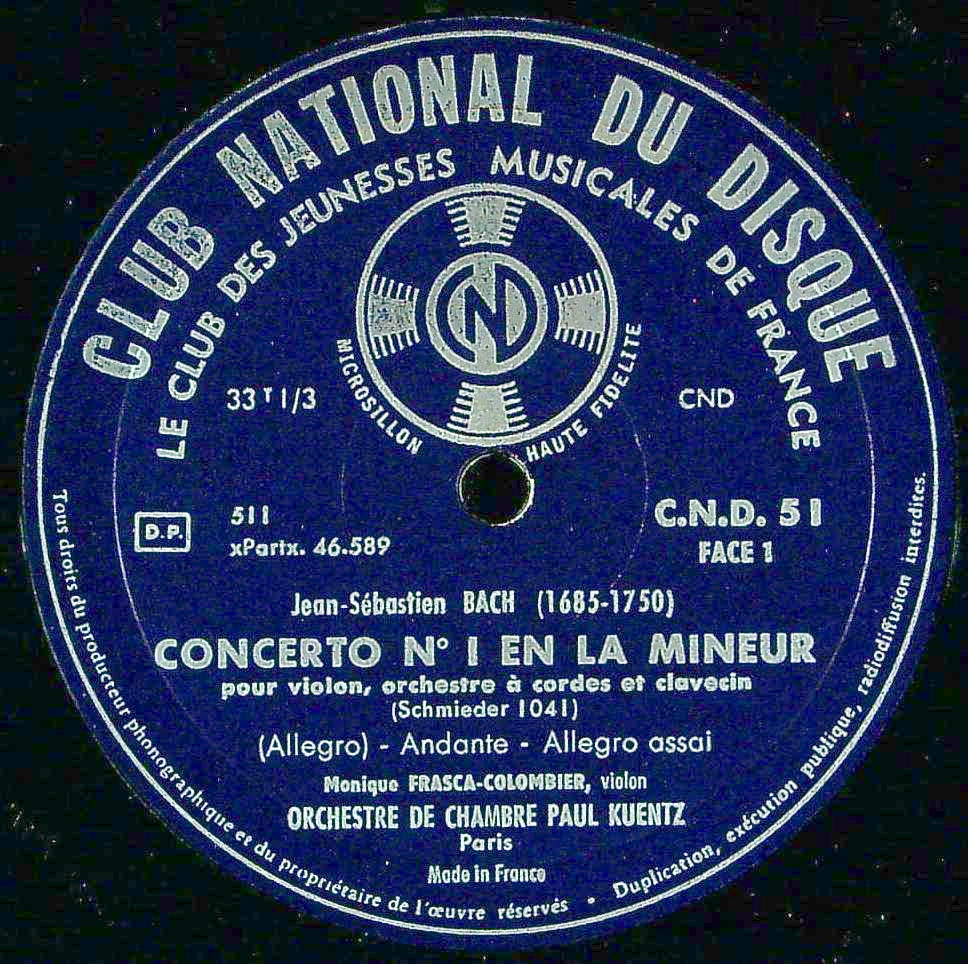 CLUB NATIONAL DU DISQUE
LE CLUB DES JEUNESSES MUSICALES DE FRANCE
CND
MICROSILLON
HAUTE FIDELITE
33 T 1/3
CND
D.P.
511
xPartx. 46.589
C.N.D. 51
FACE 1
Jean-Sébastien BACH (1685-1750)
CONCERTO N° I EN LA MINEUR
pour violon, orchestre à cordes et clavecin
(Schmieder 1041)
(Allegro) - Andante - Allegro assai
Monique FRASCA-COLOMBIER, violon
ORCHESTRE DE CHAMBRE PAUL KUENTZ
Paris
Made in France
Tous droits du producteur phonographique et du propriétaire de l'œuvre réservés • Duplication, exécution publique, radiodiffusion interdites.